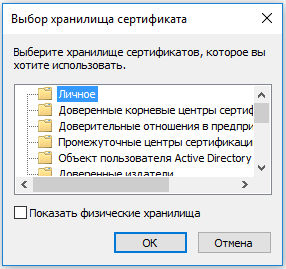 Выбор хранилища сертификата
Выберите хранилище сертификатов, которое вы
хотите использовать.
Личное
Доверенные корневые центры сертиф
Доверительные отношения в предпри
Промежуточные центры сертификаци
Объект пользователя Active Directory
Доверенные издатели
Показать физические хранилища
ОК
Отмена